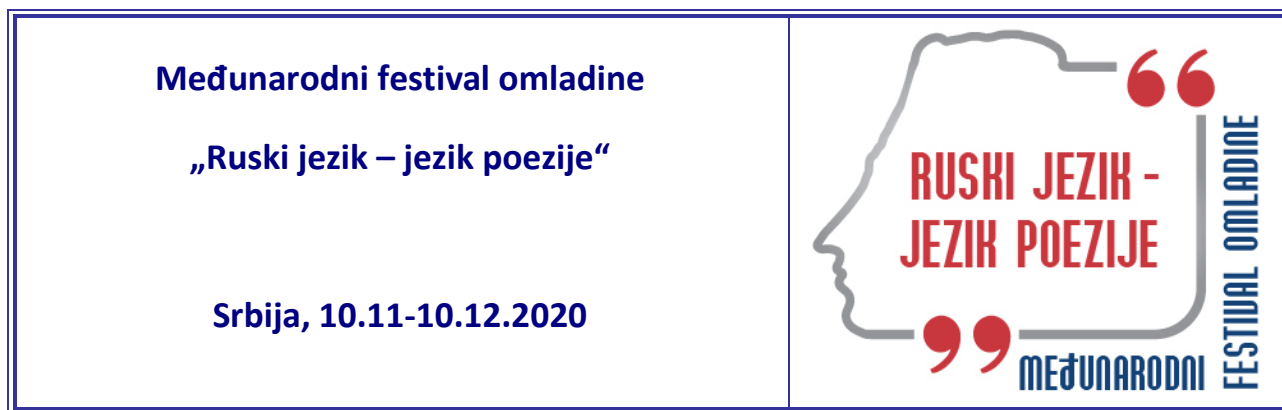 Međunarodni festival omladine
„Ruski jezik – jezik poezije“
Srbija, 10.11-10.12.2020
RUSKI JEZIK -
JEZIK POEZIJE
MEĐUNARODNI
FESTIVAL OMLADINE